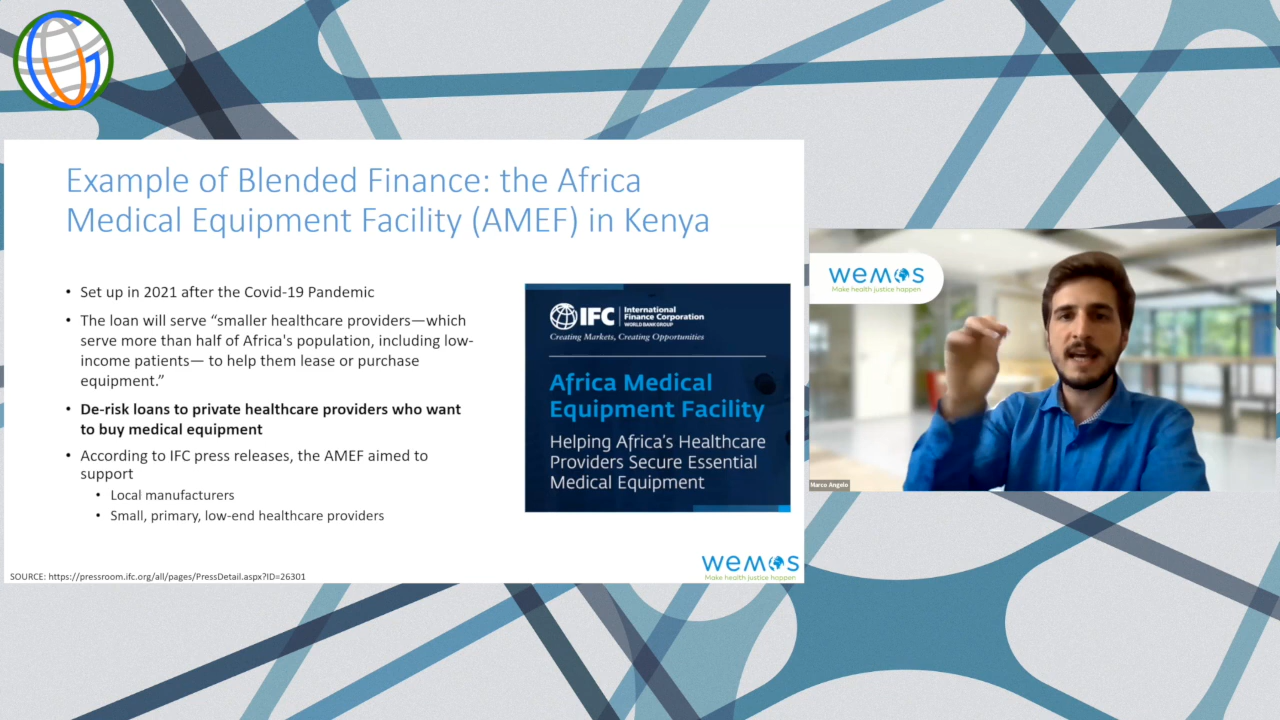 Example of Blended Finance: the Africa
Medical Equipment Facility (AMEF) in Kenya
• Set up in 2021 after the Covid-19 Pandemic
• The loan will serve “smaller healthcare providers—which
serve more than half of Africa's population, including low-
income patients— to help them lease or purchase
equipment.”
• De-risk loans to private healthcare providers who want
to buy medical equipment
• According to IFC press releases, the AMEF aimed to
support
• Local manufacturers
• Small, primary, low-end healthcare providers
SOURCE: https://pressroom.ifc.org/all/pages/PressDetail.aspx?ID=26301
IFC
International
Finance Corporation
WORLD BANK GROUP
Creating Markets, Creating Opportunities
Africa Medical
Equipment Facility
Helping Africa's Healthcare
Providers Secure Essential
Medical Equipment
wemos
Make health justice happen
wemos
Make health justice happen
Marco Angelo